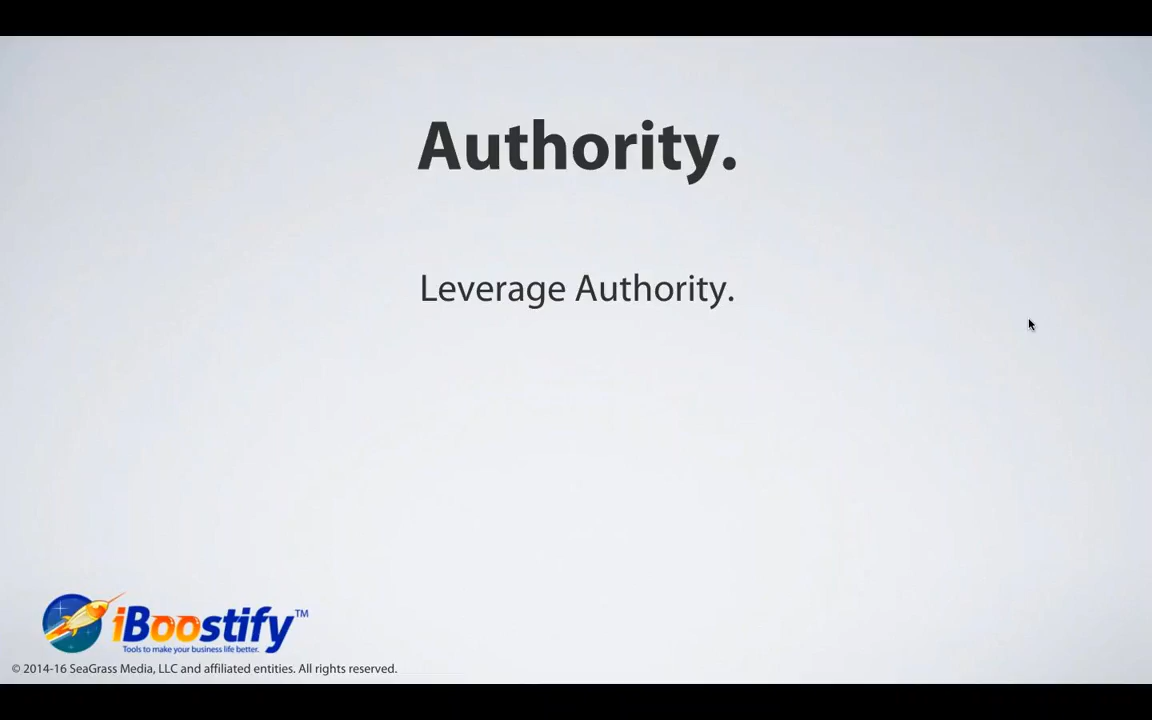 Authority.
Leverage Authority.
iBoostify™
Tools to make your business life better.
© 2014-16 SeaGrass Media, LLC and affiliated entities. All rights reserved.